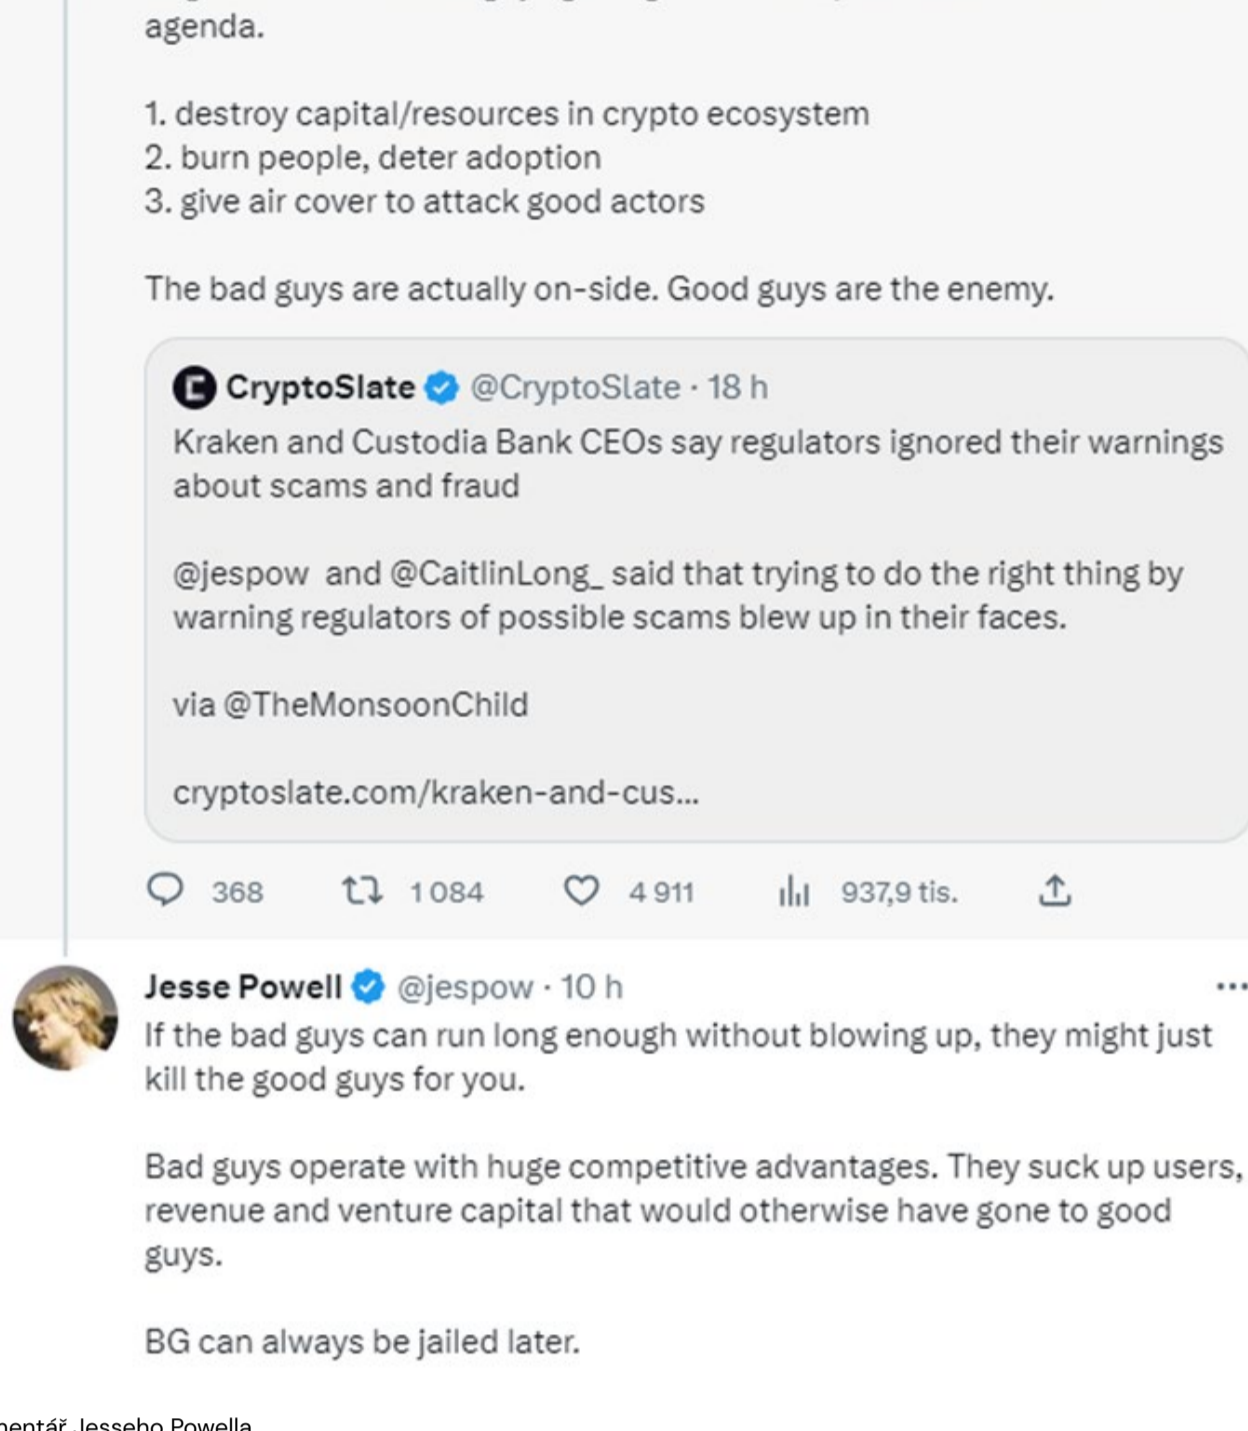 agenda.
1. destroy capital/resources in crypto ecosystem
2. burn people, deter adoption
3. give air cover to attack good actors
The bad guys are actually on-side. Good guys are the enemy.
CryptoSlate @CryptoSlate · 18 h
Kraken and Custodia Bank CEOs say regulators ignored their warnings
about scams and fraud
@jespow and @CaitlinLong_ said that trying to do the right thing by
warning regulators of possible scams blew up in their faces.
via @TheMonsoonChild
cryptoslate.com/kraken-and-cus...
368 1 084 4 911 937,9 tis.
Jesse Powell @jespow · 10 h
If the bad guys can run long enough without blowing up, they might just
kill the good guys for you.
Bad guys operate with huge competitive advantages. They suck up users,
revenue and venture capital that would otherwise have gone to good
guys.
BG can always be jailed later.
Jesseho Powella